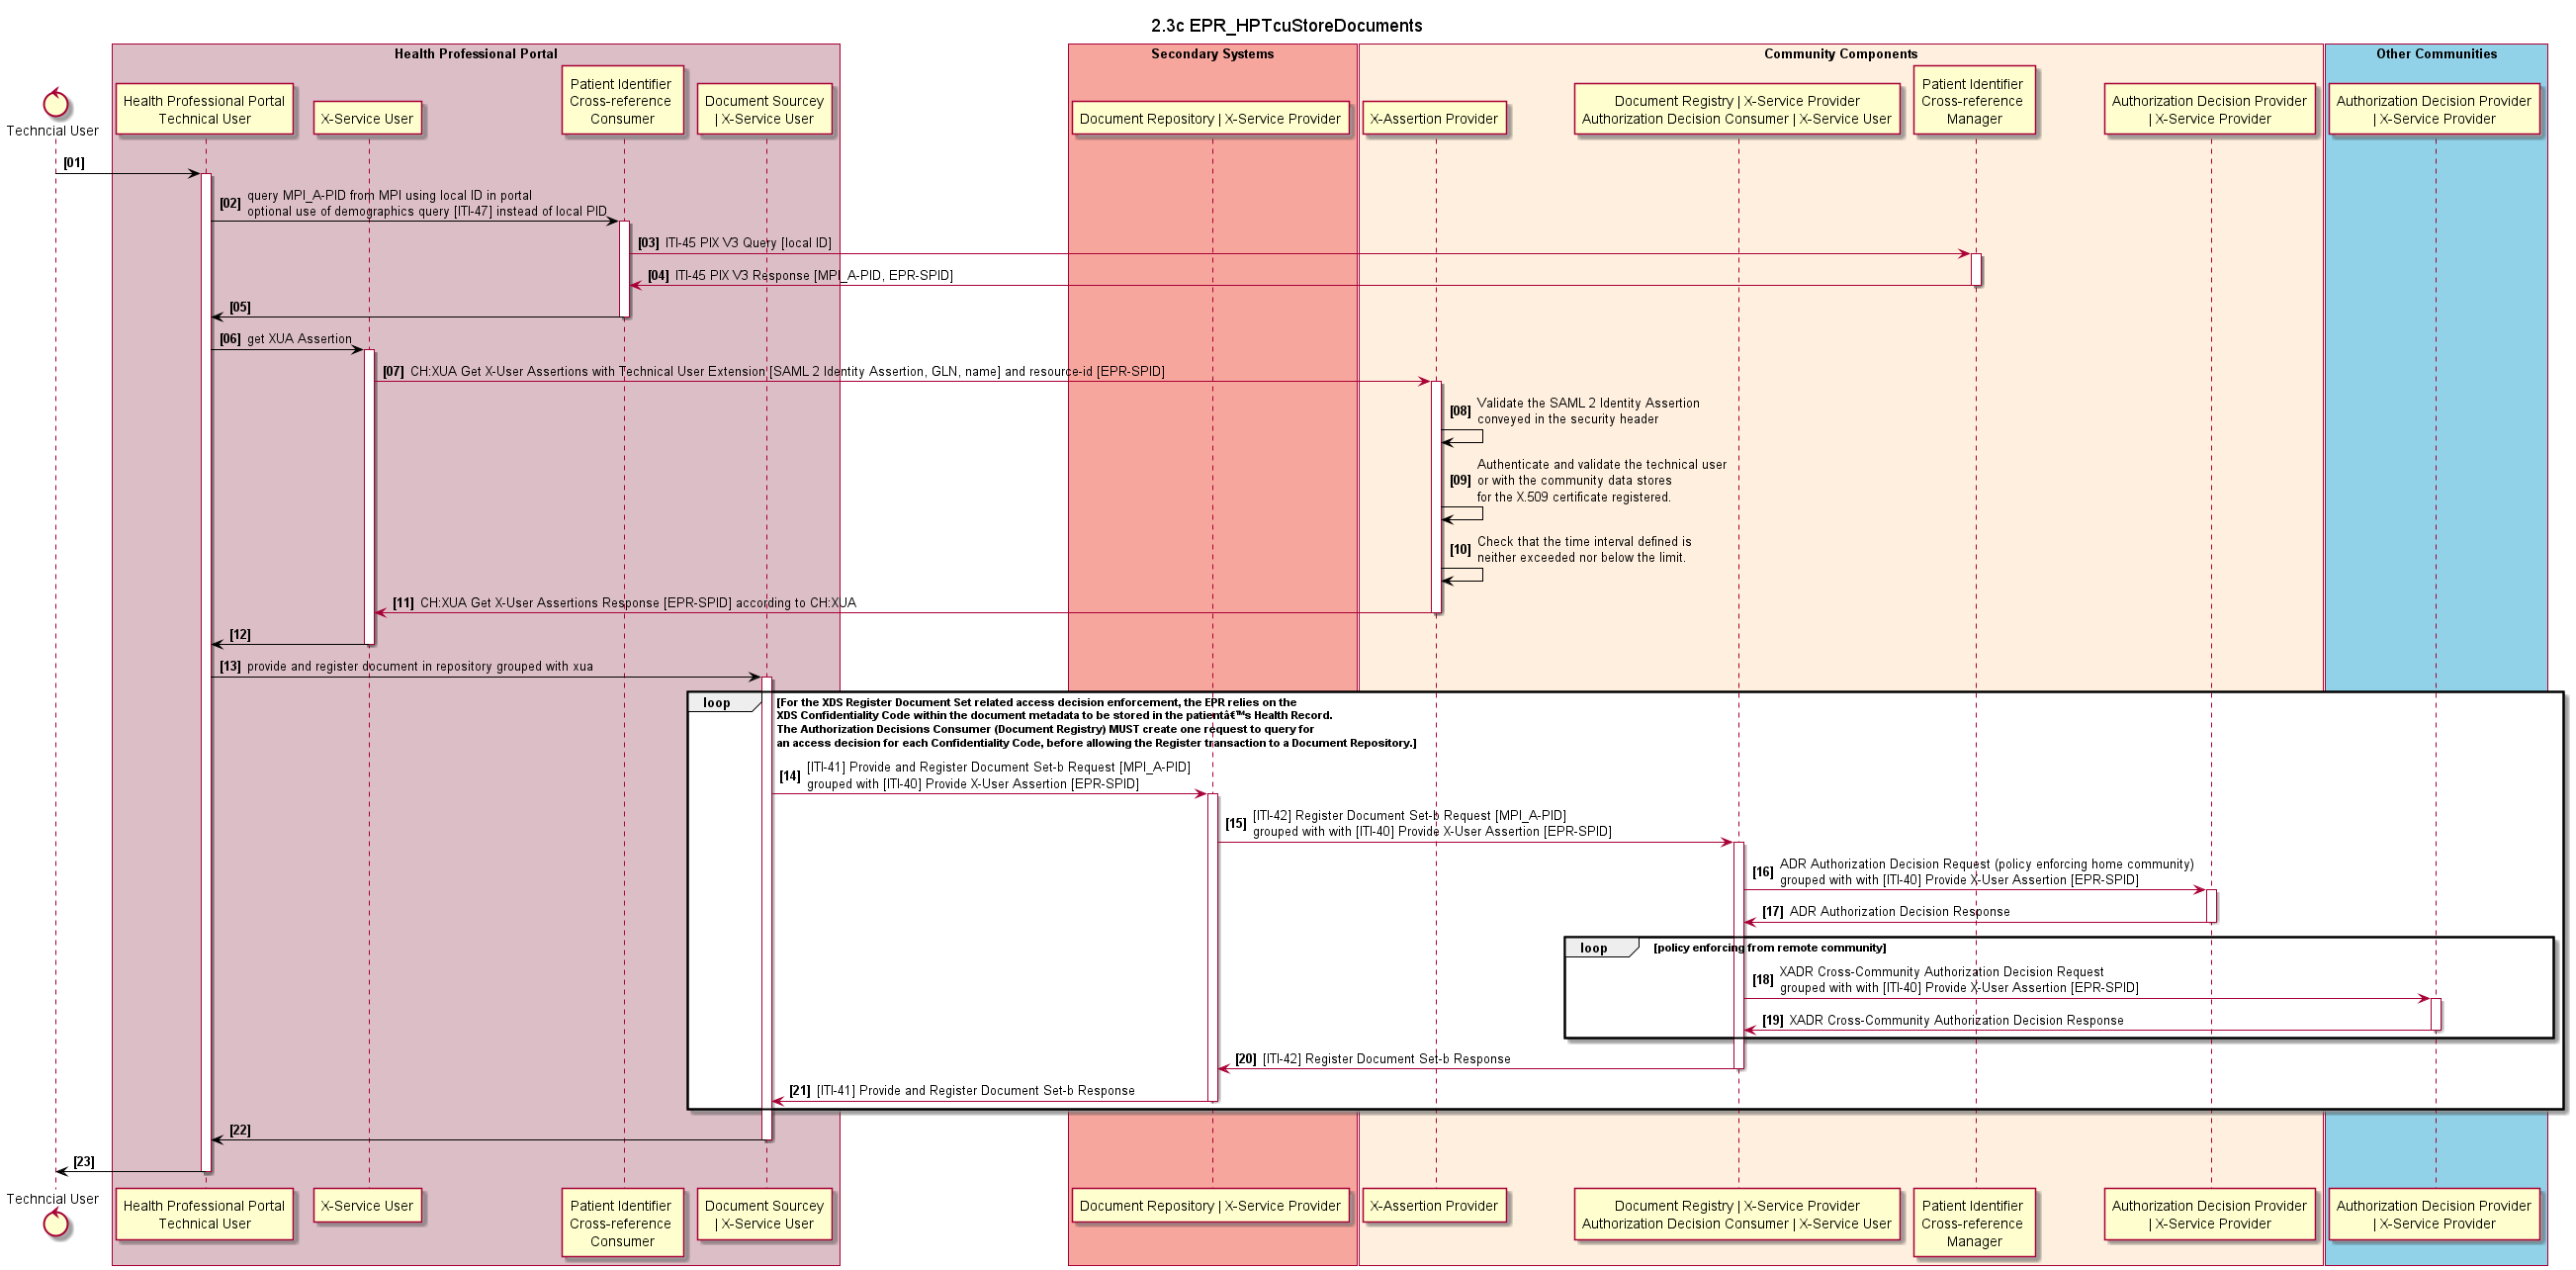 2.3c EPR_HPTcuStoreDocuments
Health Professional Portal
Secondary Systems
Community Components
Other Communities
Techncial User
Health Professional Portal
Technical User
X-Service User
Patient Identifier
Cross-reference
Consumer
Document Sourcey
| X-Service User
Document Repository | X-Service Provider
X-Assertion Provider
Document Registry | X-Service Provider
Authorization Decision Consumer | X-Service User
Patient Identifier
Cross-reference
Manager
Authorization Decision Provider
| X-Service Provider
Authorization Decision Provider
| X-Service Provider
[01]
[02] query MPI_A-PID from MPI using local ID in portal
optional use of demographics query [ITI-47] instead of local PID
[03] ITI-45 PIX V3 Query [local ID]
[04] ITI-45 PIX V3 Response [MPI_A-PID, EPR-SPID]
[05]
[06] get XUA Assertion
[07] CH:XUA Get X-User Assertions with Technical User Extension [SAML 2 Identity Assertion, GLN, name] and resource-id [EPR-SPID]
[08] Validate the SAML 2 Identity Assertion
conveyed in the security header
[09] Authenticate and validate the technical user
or with the community data stores
for the X.509 certificate registered.
[10] Check that the time interval defined is
neither exceeded nor below the limit.
[11] CH:XUA Get X-User Assertions Response [EPR-SPID] according to CH:XUA
[12]
[13] provide and register document in repository grouped with xua
loop [For the XDS Register Document Set related access decision enforcement, the EPR relies on the
XDS Confidentiality Code within the document metadata to be stored in the patientâ€™s Health Record.
The Authorization Decisions Consumer (Document Registry) MUST create one request to query for
an access decision for each Confidentiality Code, before allowing the Register transaction to a Document Repository.]
[14] [ITI-41] Provide and Register Document Set-b Request [MPI_A-PID]
grouped with [ITI-40] Provide X-User Assertion [EPR-SPID]
[15] [ITI-42] Register Document Set-b Request [MPI_A-PID]
grouped with with [ITI-40] Provide X-User Assertion [EPR-SPID]
[16] ADR Authorization Decision Request (policy enforcing home community)
grouped with with [ITI-40] Provide X-User Assertion [EPR-SPID]
[17] ADR Authorization Decision Response
loop [policy enforcing from remote community]
[18] XADR Cross-Community Authorization Decision Request
grouped with with [ITI-40] Provide X-User Assertion [EPR-SPID]
[19] XADR Cross-Community Authorization Decision Response
[20] [ITI-42] Register Document Set-b Response
[21] [ITI-41] Provide and Register Document Set-b Response
[22]
[23]
Techncial User
Health Professional Portal
Technical User
X-Service User
Patient Identifier
Cross-reference
Consumer
Document Sourcey
| X-Service User
Document Repository | X-Service Provider
X-Assertion Provider
Document Registry | X-Service Provider
Authorization Decision Consumer | X-Service User
Patient Identifier
Cross-reference
Manager
Authorization Decision Provider
| X-Service Provider
Authorization Decision Provider
| X-Service Provider